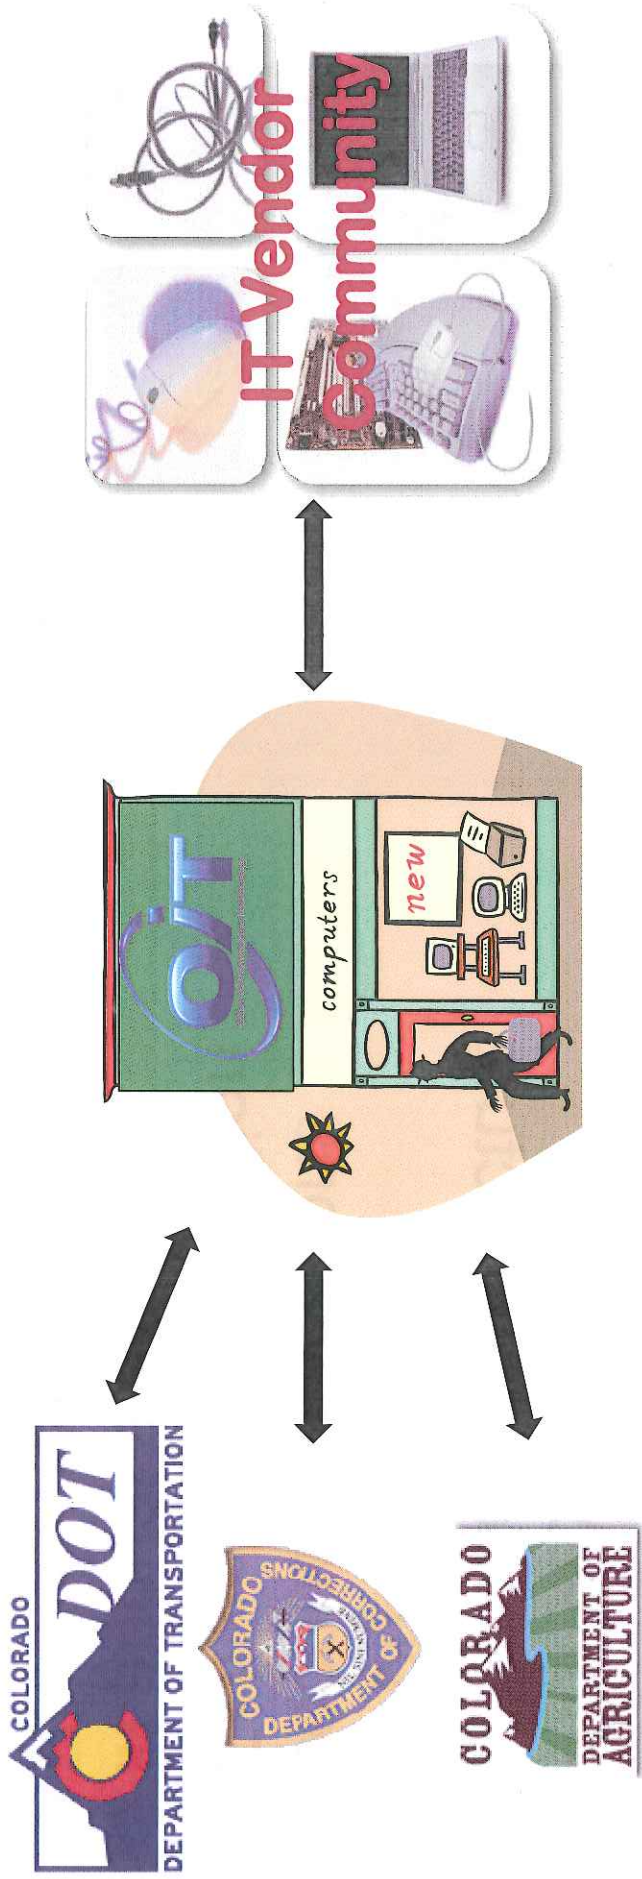 COLORADO
DOT
DEPARTMENT OF TRANSPORTATION
COLORADO
DEPARTMENT OF CORRECTIONS
COLORADO
DEPARTMENT OF
AGRICULTURE
OiT
computers
new
IT Vendor
Community